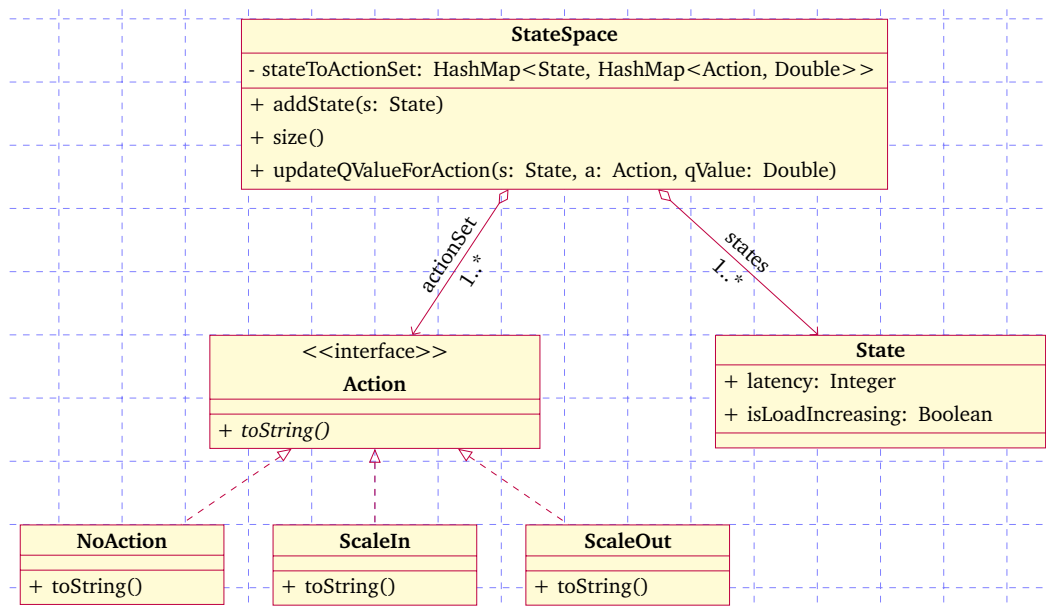 StateSpace
- stateToActionSet: HashMap<State, HashMap<Action, Double>>
+ addState(s: State)
+ size()
+ updateQValueForAction(s: State, a: Action, qValue: Double)
actionSet
1..*
states
1..*
<<interface>>
Action
+ toString()
State
+ latency: Integer
+ isLoadIncreasing: Boolean
NoAction
+ toString()
ScaleIn
+ toString()
ScaleOut
+ toString()